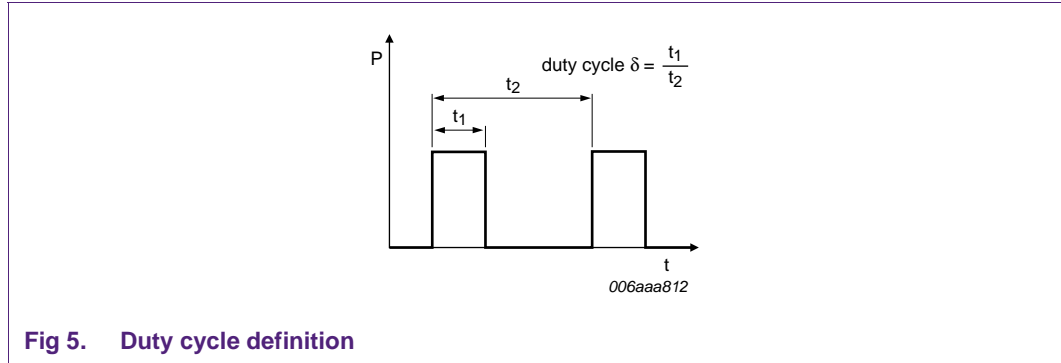 P
duty cycle δ = t1/t2
t2
t1
t
006aaa812
Fig 5. Duty cycle definition